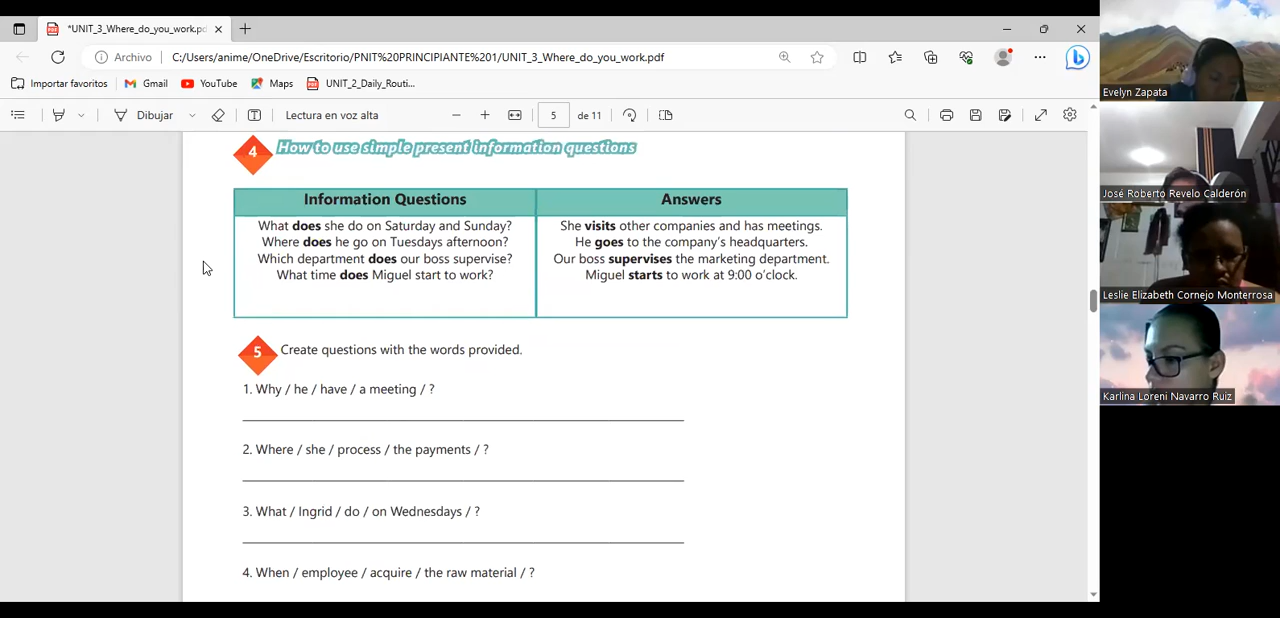 *UNIT_3_Where_do_you_work.pd
Archivo
C:/Users/anime/OneDrive/Escritorio/PNIT%20PRINCIPIANTE%201/UNIT_3_Where_do_you_work.pdf
Importar favoritos
Gmail
YouTube
Maps
UNIT_2_Daily_Routi...
Dibujar
Lectura en voz alta
5
de 11
4
How to use simple present information questions
Information Questions
What does she do on Saturday and Sunday?
Where does he go on Tuesdays afternoon?
Which department does our boss supervise?
What time does Miguel start to work?
Answers
She visits other companies and has meetings.
He goes to the company's headquarters.
Our boss supervises the marketing department.
Miguel starts to work at 9:00 o'clock.
5
Create questions with the words provided.
1. Why / he / have / a meeting / ?
2. Where / she / process / the payments / ?
3. What / Ingrid / do / on Wednesdays / ?
4. When / employee / acquire / the raw material / ?
Evelyn Zapata
José Roberto Revelo Calderón
Leslie Elizabeth Cornejo Monterrosa
Karlina Loreni Navarro Ruiz